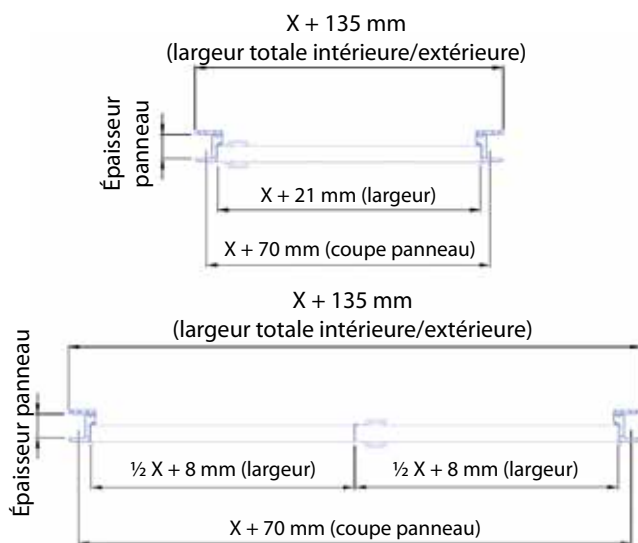 X + 135 mm
(largeur totale intérieure/extérieure)
Épaisseur
panneau
X + 21 mm (largeur)
X + 70 mm (coupe panneau)
X + 135 mm
(largeur totale intérieure/extérieure)
Épaisseur panneau
½ X + 8 mm (largeur)
½ X + 8 mm (largeur)
X + 70 mm (coupe panneau)